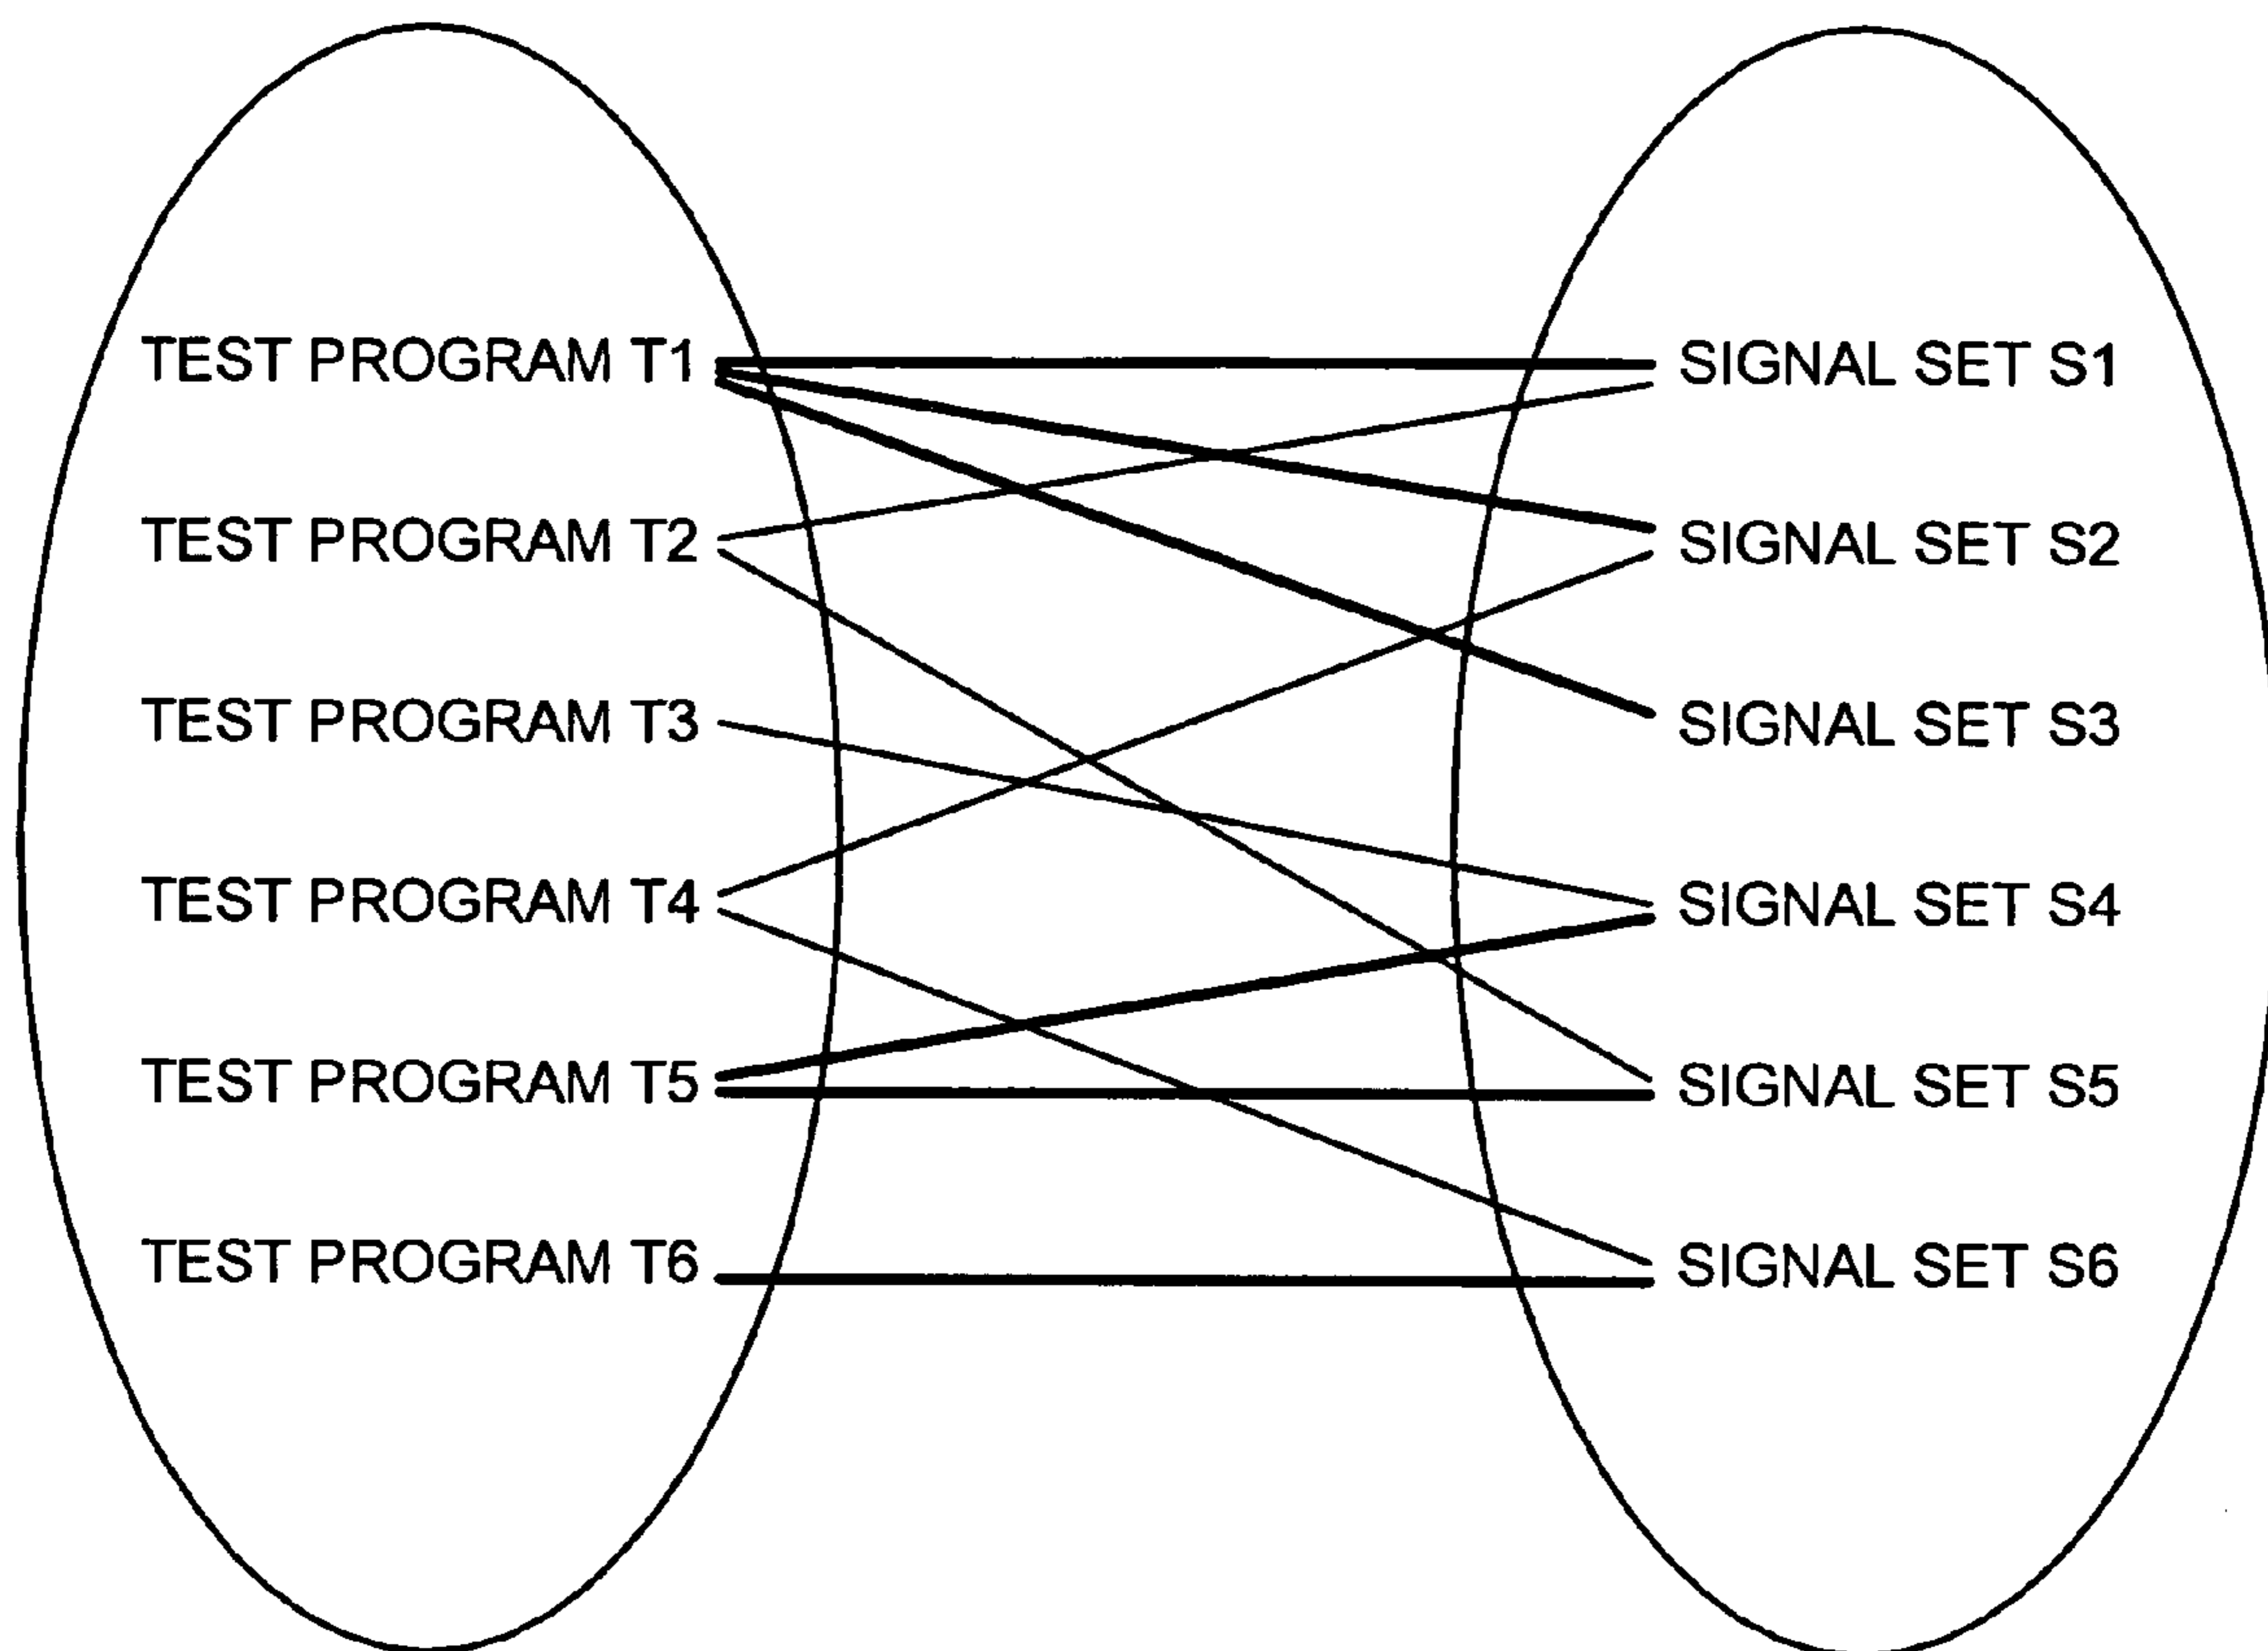 TEST PROGRAM T1
TEST PROGRAM T2
TEST PROGRAM T3
TEST PROGRAM T4
TEST PROGRAM T5
TEST PROGRAM T6
SIGNAL SET S1
SIGNAL SET S2
SIGNAL SET S3
SIGNAL SET S4
SIGNAL SET S5
SIGNAL SET S6